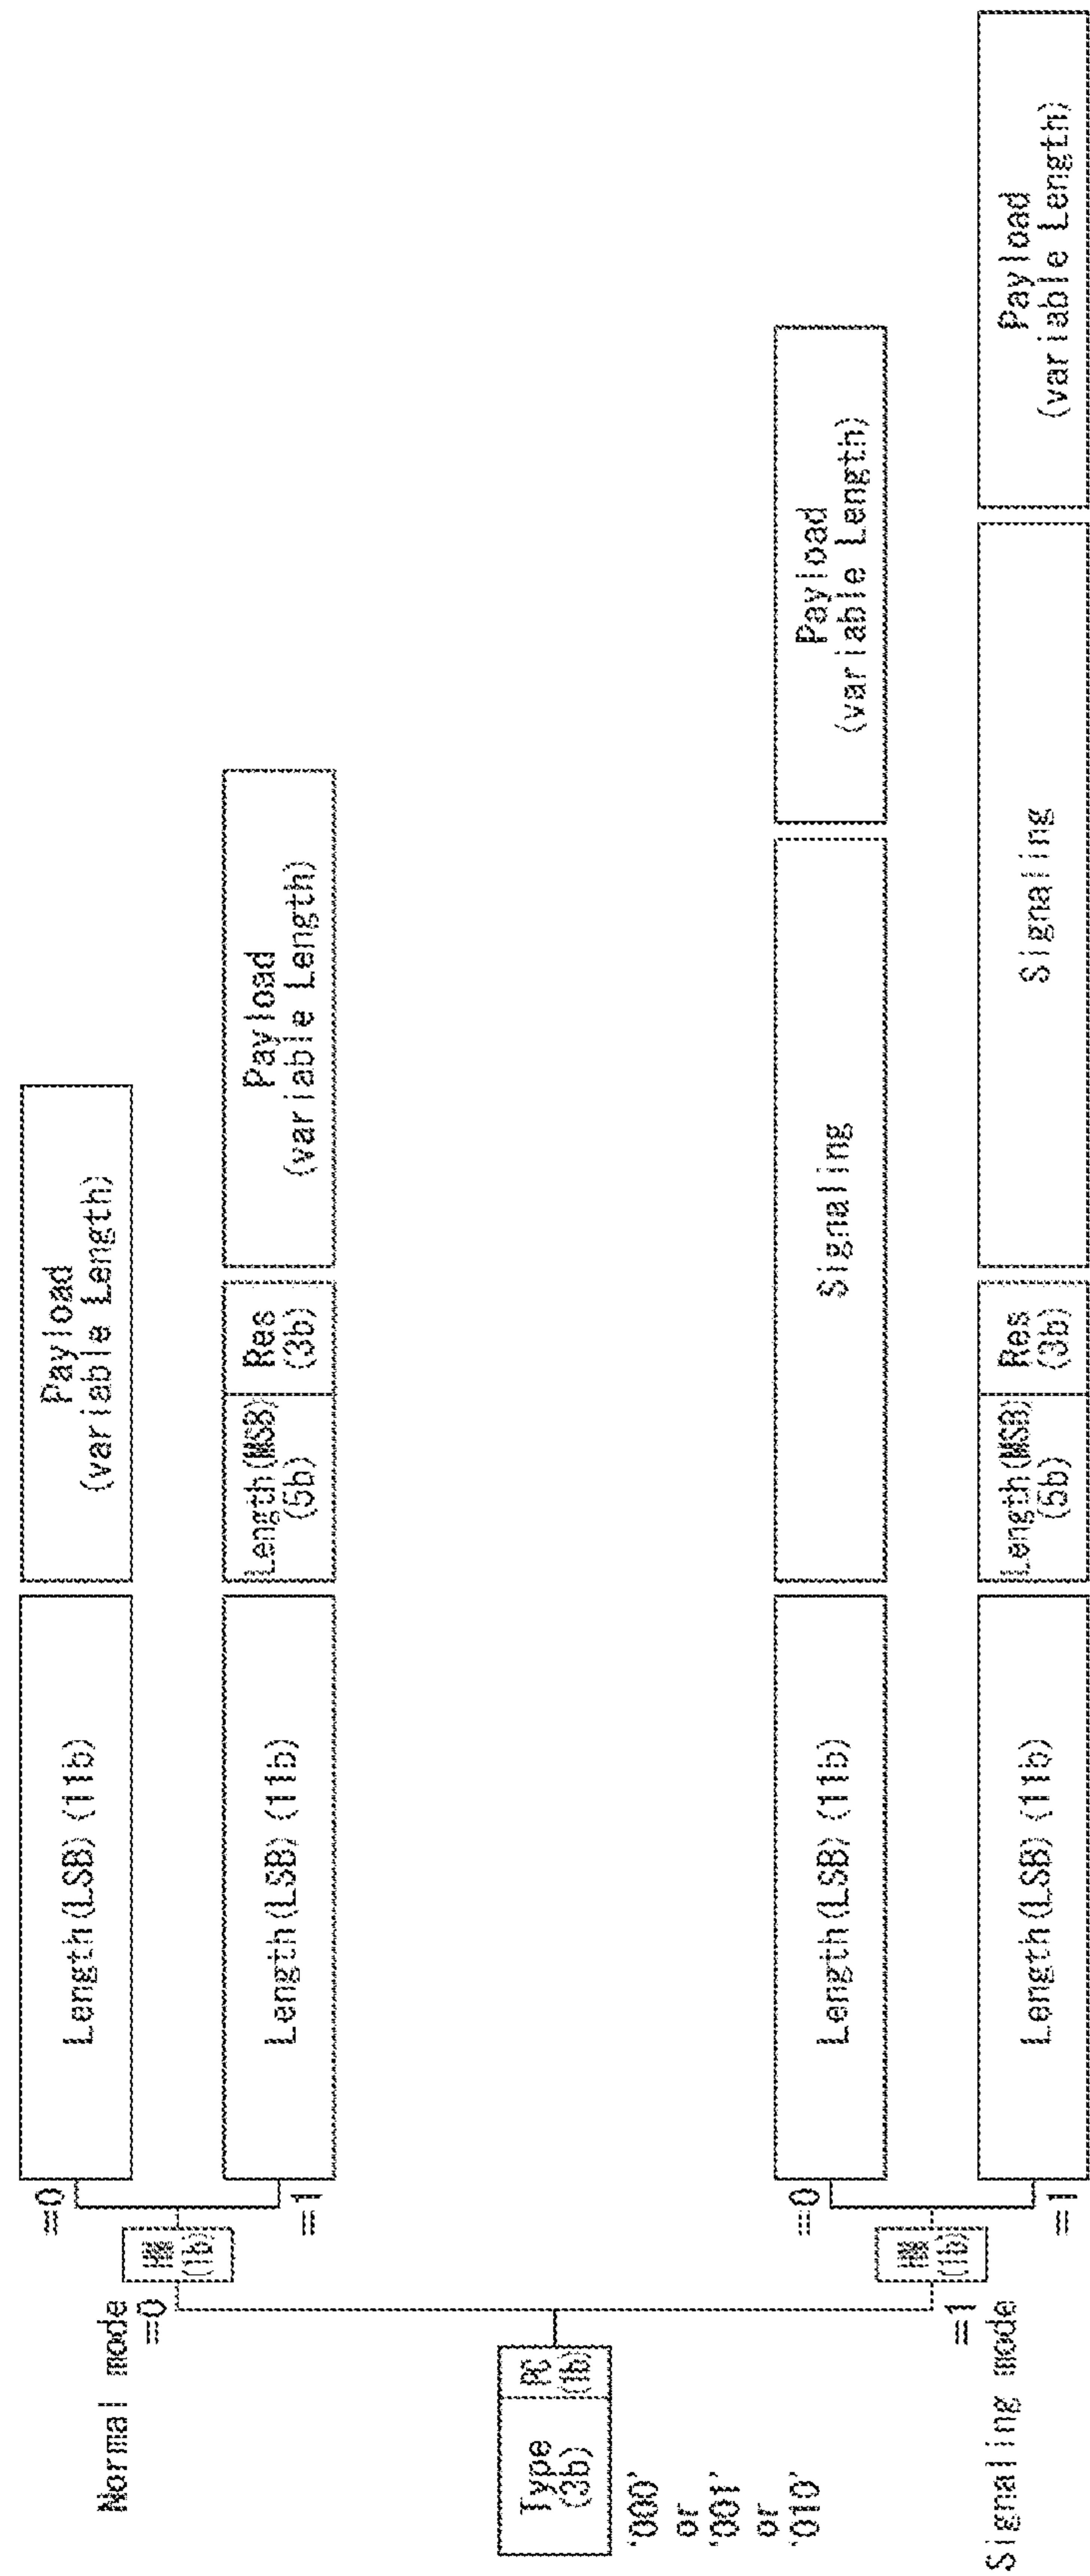 Normal mode
=0
HM
(1b)
=0
Length(LSB) (11b)
Payload
(variable Length)
=1
Length(LSB) (11b)
Length(MSB)
(5b)
Res
(3b)
Payload
(variable Length)
Type
(3b)
PC
(1b)
'000'
or
'001'
or
'010'
=1
Signaling mode
HM
(1b)
=0
Length(LSB) (11b)
Signaling
Payload
(variable Length)
=1
Length(LSB) (11b)
Length(MSB)
(5b)
Res
(3b)
Signaling
Payload
(variable Length)